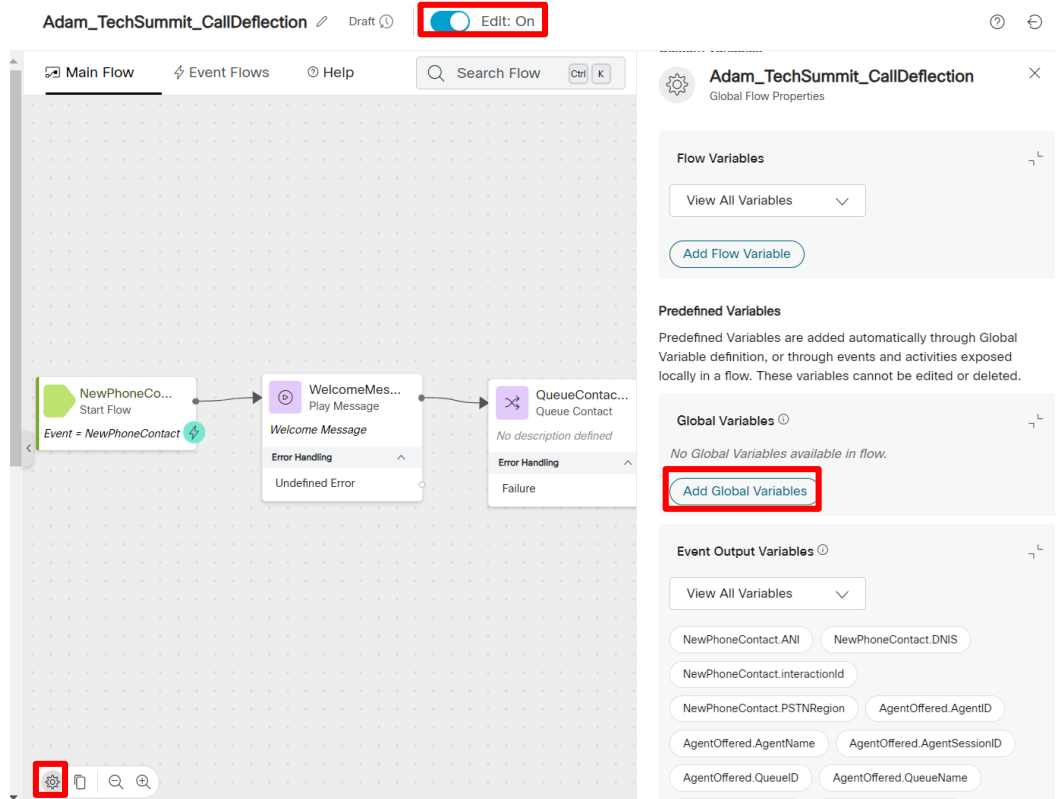 Adam_TechSummit_CallDeflection
Draft
Edit: On
Main Flow
Event Flows
Help
Search Flow
Ctrl
K
NewPhoneCo...
Start Flow
Event = NewPhoneContact
WelcomeMes...
Play Message
Welcome Message
Error Handling
Undefined Error
QueueContac...
Queue Contact
No description defined
Error Handling
Failure
Adam_TechSummit_CallDeflection
Global Flow Properties
Flow Variables
View All Variables
Add Flow Variable
Predefined Variables
Predefined Variables are added automatically through Global
Variable definition, or through events and activities exposed
locally in a flow. These variables cannot be edited or deleted.
Global Variables
No Global Variables available in flow.
Add Global Variables
Event Output Variables
View All Variables
NewPhoneContact.ANI
NewPhoneContact.DNIS
NewPhoneContact.interactionId
NewPhoneContact.PSTNRegion
AgentOffered.AgentID
AgentOffered.AgentName
AgentOffered.AgentSessionID
AgentOffered.QueueID
AgentOffered.QueueName